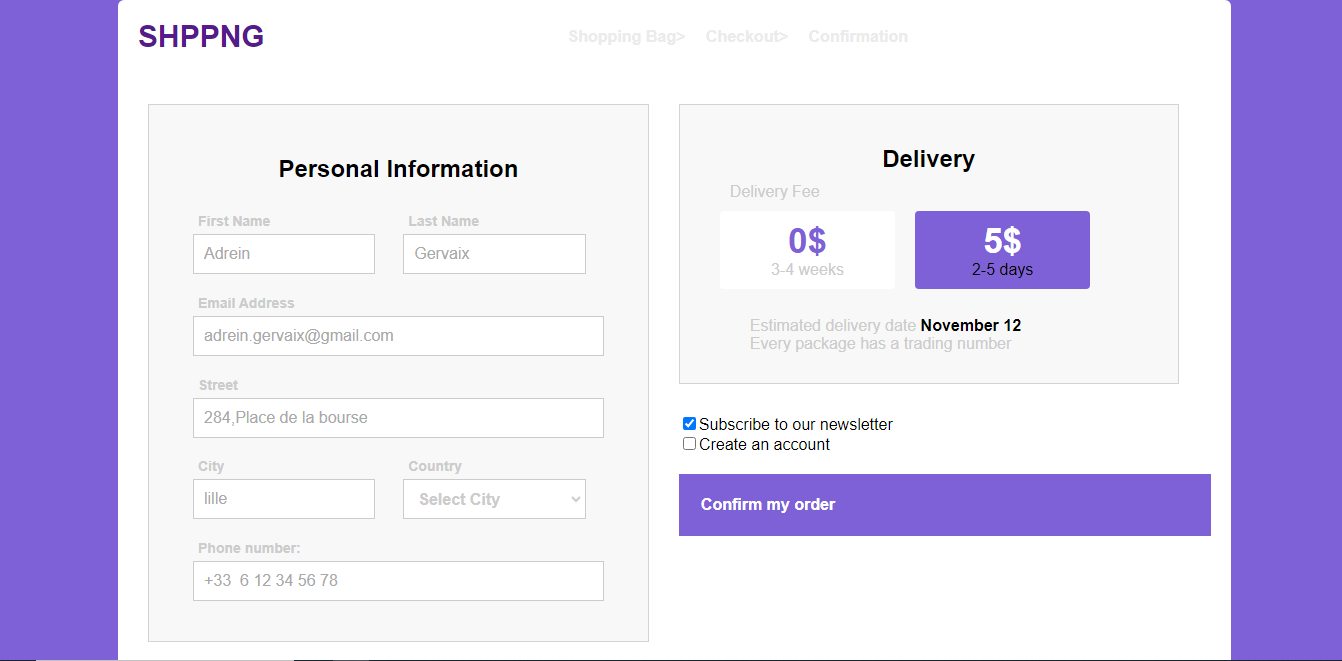 SHPPNG
Shopping Bag> Checkout> Confirmation
Personal Information
First Name Last Name
Adrein Gervaix
Email Address
adrein.gervaix@gmail.com
Street
284,Place de la bourse
City Country
lille Select City
Phone number:
+33  6 12 34 56 78
Delivery
Delivery Fee
0$ 5$
3-4 weeks 2-5 days
Estimated delivery date November 12
Every package has a trading number
Subscribe to our newsletter
Create an account
Confirm my order